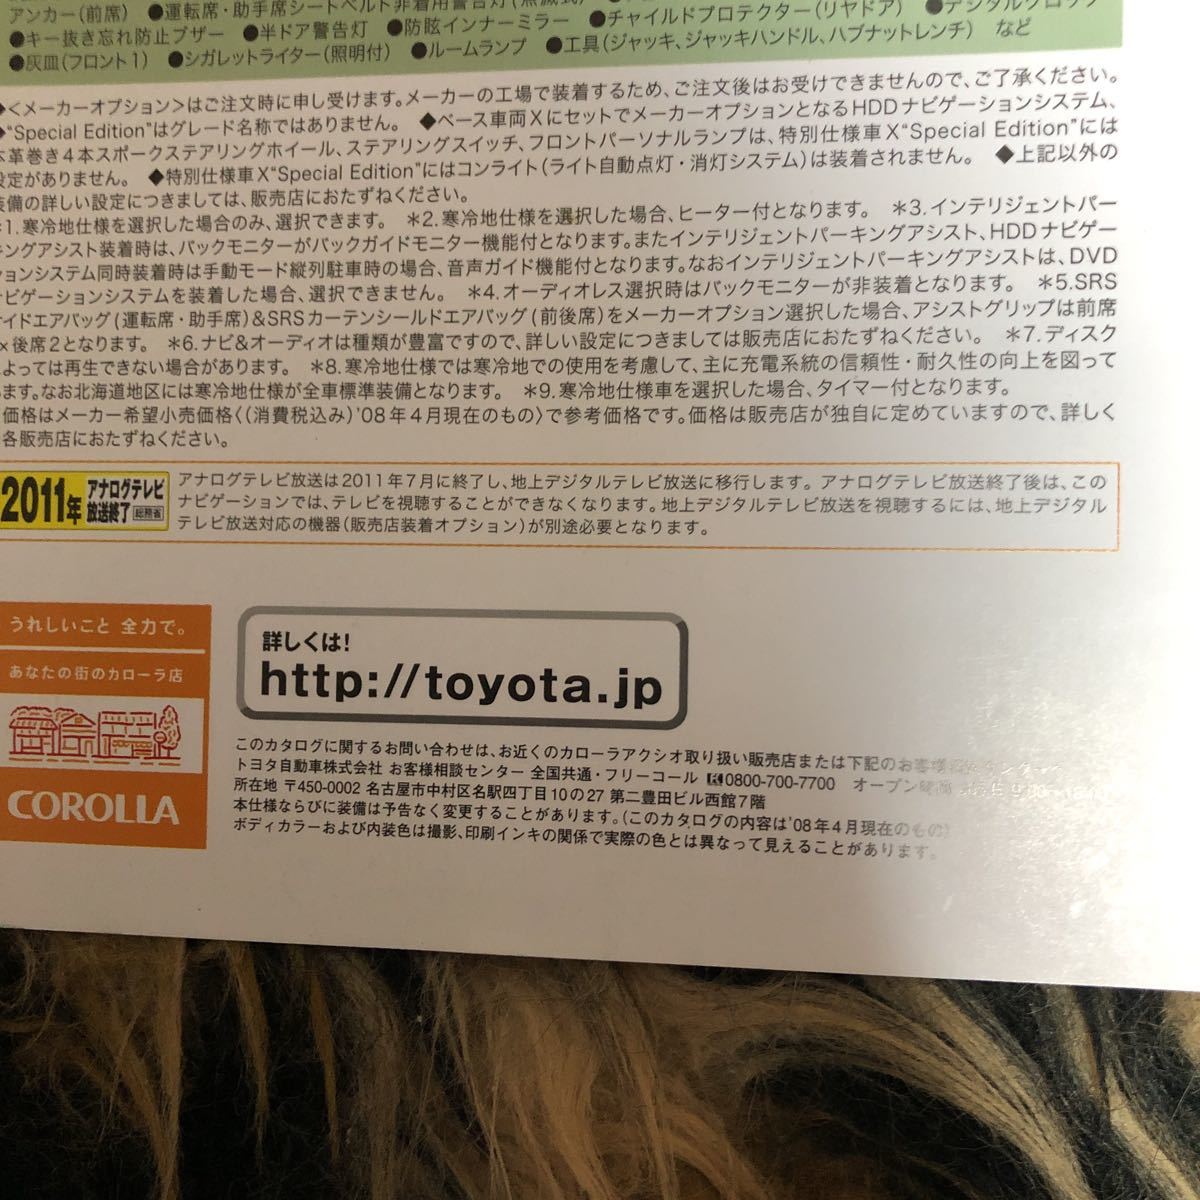 アンカー(前席) ●運転席・助手席シートベルト非着用警告灯(点滅式)
●チャイルドプロテクター(リヤドア) ●デジタルクロック
●キー抜き忘れ防止ブザー ●半ドア警告灯 ●防眩インナーミラー
●灰皿(フロント1) ●シガレットライター(照明付) ●ルームランプ ●工具(ジャッキ、ジャッキハンドル、ハブナットレンチ) など
◆<メーカーオプション>はご注文時に申し受けます。メーカーの工場で装着するため、ご注文後はお受けできませんので、ご了承ください。
◆“Special Edition”はグレード名称ではありません。 ◆ベース車両Xにセットでメーカーオプションとなる HDDナビゲーションシステム、
本革巻き4本スポークステアリングホイール、ステアリングスイッチ、フロントパーソナルランプは、特別仕様車X“Special Edition”には
設定がありません。 ◆特別仕様車X“Special Edition”にはコンライト(ライト自動点灯・消灯システム)は装着されません。 ◆上記以外の
装備の詳しい設定につきましては、販売店におたずねください。
*1.寒冷地仕様を選択した場合のみ、選択できます。 *2.寒冷地仕様を選択した場合、ヒーター付となります。 *3.インテリジェントパー
キングアシスト装着時は、バックモニターがバックガイドモニター機能付となります。またインテリジェントパーキングアシスト、HDDナビゲー
ションシステム同時装着時は手動モード縦列駐車時の場合、音声ガイド機能付となります。なおインテリジェントパーキングアシストは、DVD
ナビゲーションシステムを装着した場合、選択できません。 *4.オーディオレス選択時はバックモニターが非装着となります。 *5.SRS
サイドエアバッグ(運転席・助手席)&SRSカーテンシールドエアバッグ(前後席)をメーカーオプション選択した場合、アシストグリップは前席
×後席2となります。 *6.ナビ&オーディオは種類が豊富ですので、詳しい設定につきましては販売店におたずねください。 *7.ディスク
よっては再生できない場合があります。 *8.寒冷地仕様では寒冷地での使用を考慮して、主に充電系統の信頼性・耐久性の向上を図って
ます。なお北海道地区には寒冷地仕様が全車標準装備となります。 *9.寒冷地仕様車を選択した場合、タイマー付となります。
価格はメーカー希望小売価格〈(消費税込み)'08年4月現在のもの〉で参考価格です。価格は販売店が独自に定めていますので、詳しく
各販売店におたずねください。
2011年 アナログテレビ放送終了 総務省
アナログテレビ放送は2011年7月に終了し、地上デジタルテレビ放送に移行します。アナログテレビ放送終了後は、この
ナビゲーションでは、テレビを視聴することができなくなります。地上デジタルテレビ放送を視聴するには、地上デジタル
テレビ放送対応の機器(販売店装着オプション)が別途必要となります。
うれしいこと 全力で。
あなたの街のカローラ店
COROLLA
詳しくは!
http://toyota.jp
このカタログに関するお問い合わせは、お近くのカローラアクシオ取り扱い販売店または下記のお客様
トヨタ自動車株式会社 お客様相談センター 全国共通・フリーコール 0800-700-7700 オープン時間
所在地 〒450-0002 名古屋市中村区名駅四丁目10の27 第二豊田ビル西館7階
本仕様ならびに装備は予告なく変更することがあります。(このカタログの内容は'08年4月現在のもの)
ボディカラーおよび内装色は撮影、印刷インキの関係で実際の色とは異なって見えることがあります。